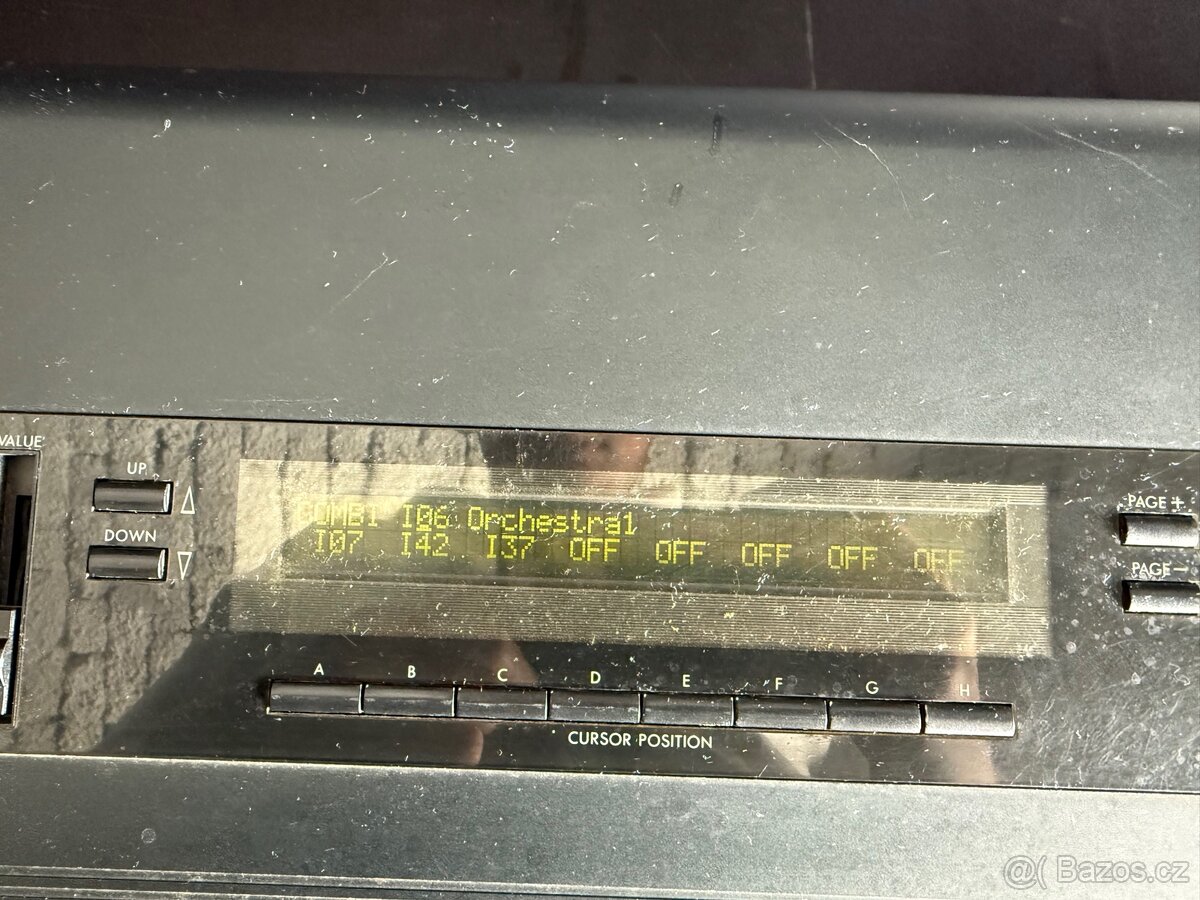 VALUE
UP
DOWN
COMBI I06 Orchestra1
I07 I42 I37 OFF OFF OFF OFF OFF
PAGE +
PAGE −
A B C D E F G H
CURSOR POSITION
@( Bazos.cz